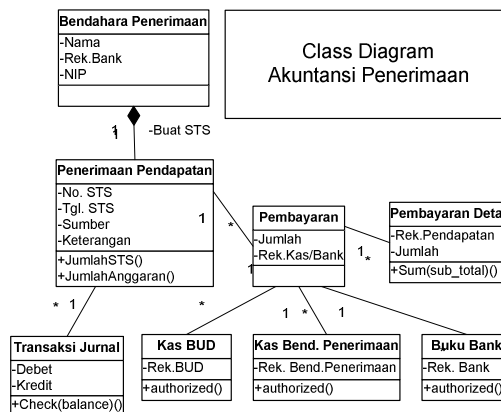 Bendahara Penerimaan
-Nama
-Rek.Bank
-NIP
Class Diagram
Akuntansi Penerimaan
1
1
-Buat STS
Penerimaan Pendapatan
-No. STS
-Tgl. STS
-Sumber
-Keterangan
+JumlahSTS()
+JumlahAnggaran()
1
*
Pembayaran
-Jumlah
-Rek.Kas/Bank
Pembayaran Deta
-Rek.Pendapatan
-Jumlah
+Sum(sub_total)()
1
*
1
* 1
*
1 *
1
Transaksi Jurnal
-Debet
-Kredit
+Check(balance)()
Kas BUD
-Rek.BUD
+authorized()
Kas Bend. Penerimaan
-Rek. Bend.Penerimaan
+authorized()
Buku Bank
-Rek. Bank
+authorized()